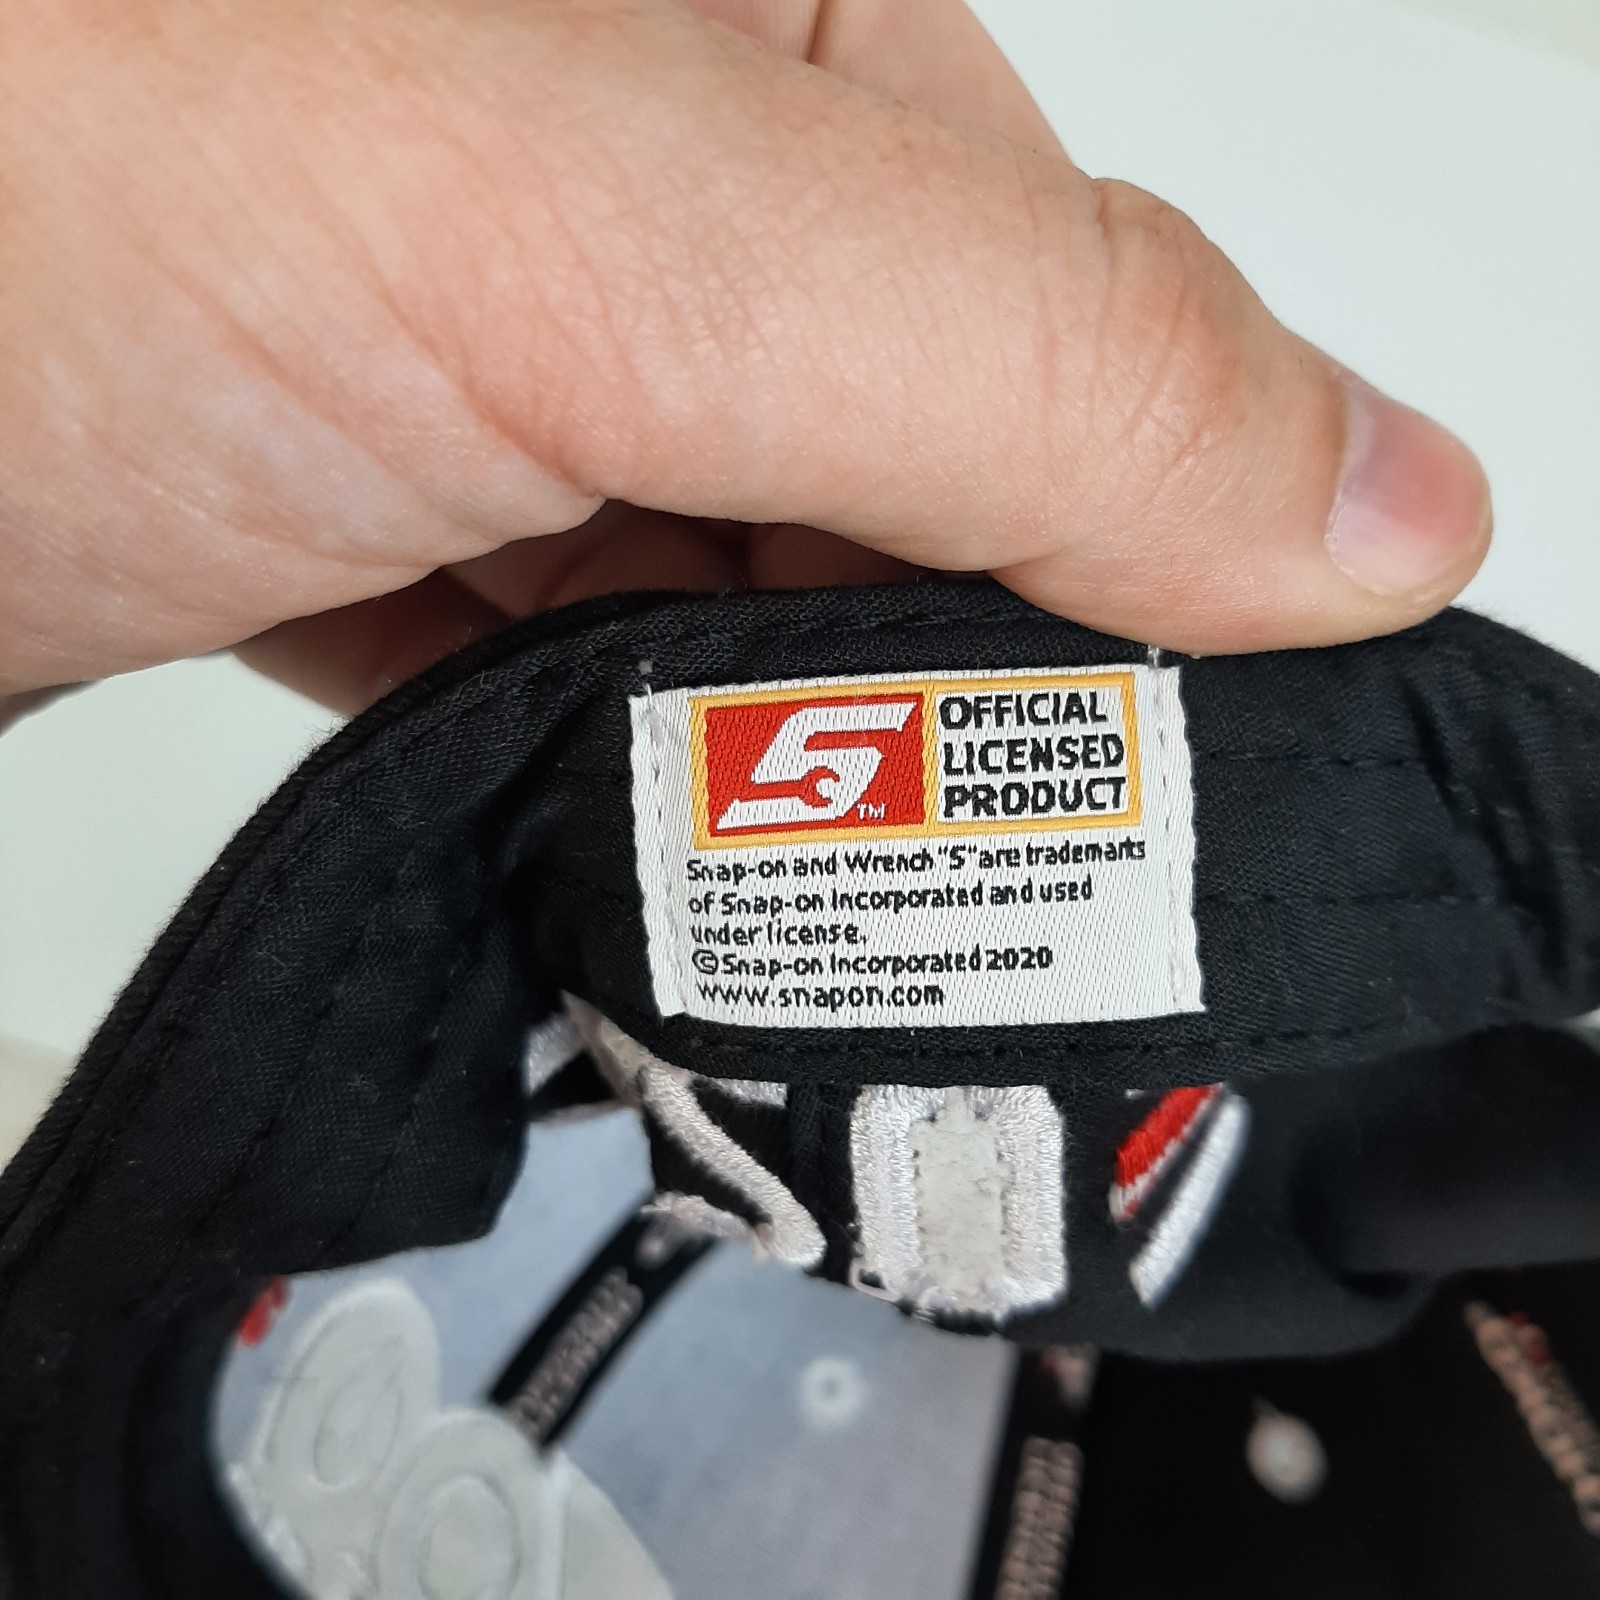 S™
OFFICIAL
LICENSED
PRODUCT
Snap-on and Wrench "S" are trademarks
of Snap-on Incorporated and used
under license.
© Snap-on Incorporated 2020
www.snapon.com